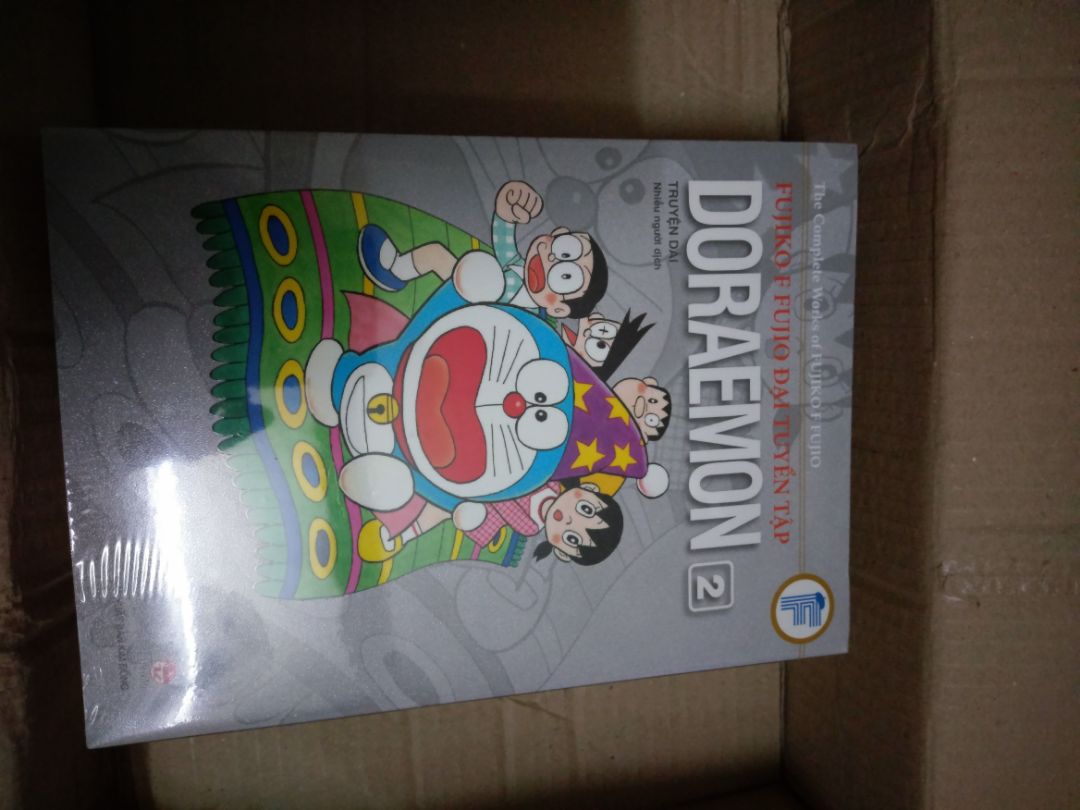 The Complete Works of FUJIKO F FUJIO
FUJIKO F FUJIO ĐẠI TUYỂN TẬP
DORAEMON 2
TRUYỆN DÀI
Nhiều người dịch